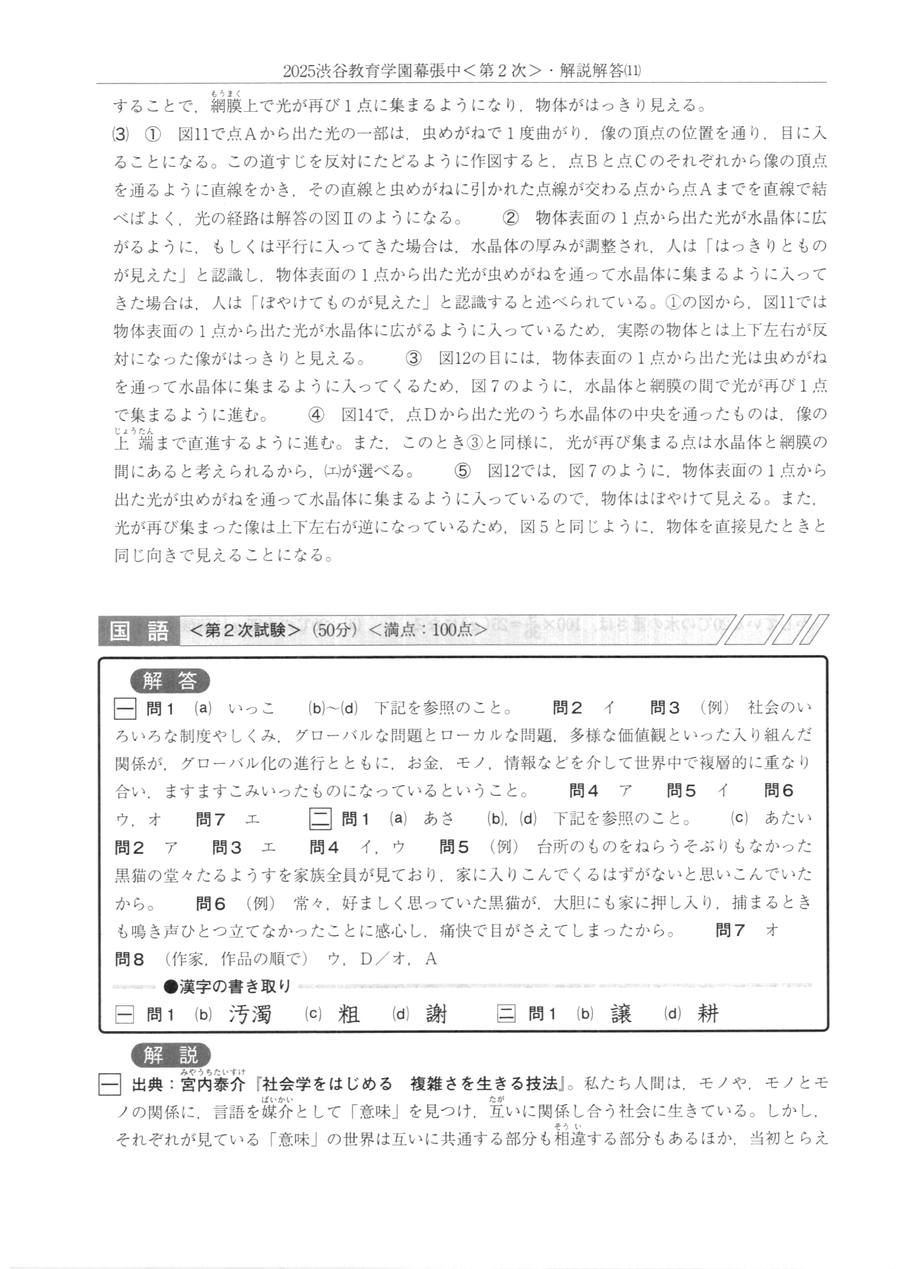 2025渋谷教育学園幕張中＜第２次＞・解説解答(11)
することで，網膜上で光が再び１点に集まるようになり，物体がはっきり見える。
もうまく
(3) ① 図11で点Ａから出た光の一部は，虫めがねで１度曲がり，像の頂点の位置を通り，目に入
ることになる。この道すじを反対にたどるように作図すると，点Ｂと点Ｃのそれぞれから像の頂点
を通るように直線をかき，その直線と虫めがねに引かれた点線が交わる点から点Ａまでを直線で結
べばよく，光の経路は解答の図Ⅱのようになる。 ② 物体表面の１点から出た光が水晶体に広
がるように，もしくは平行に入ってきた場合は，水晶体の厚みが調整され，人は「はっきりともの
が見えた」と認識し，物体表面の１点から出た光が虫めがねを通って水晶体に集まるように入って
きた場合は，人は「ぼやけてものが見えた」と認識すると述べられている。①の図から，図11では
物体表面の１点から出た光が水晶体に広がるように入っているため，実際の物体とは上下左右が反
対になった像がはっきりと見える。 ③ 図12の目には，物体表面の１点から出た光は虫めがね
を通って水晶体に集まるように入ってくるため，図７のように，水晶体と網膜の間で光が再び１点
で集まるように進む。 ④ 図14で，点Ｄから出た光のうち水晶体の中央を通ったものは，像の
じょうたん
上端まで直進するように進む。また，このとき③と同様に，光が再び集まる点は水晶体と網膜の
間にあると考えられるから，(エ)が選べる。 ⑤ 図12では，図７のように，物体表面の１点から
出た光が虫めがねを通って水晶体に集まるように入っているので，物体はぼやけて見える。また，
光が再び集まった像は上下左右が逆になっているため，図５と同じように，物体を直接見たときと
同じ向きで見えることになる。
国語 ＜第２次試験＞（50分）＜満点：100点＞
解答
一 問１ (a) いっこ (b)～(d) 下記を参照のこと。 問２ イ 問３ （例） 社会のい
ろいろな制度やしくみ，グローバルな問題とローカルな問題，多様な価値観といった入り組んだ
関係が，グローバル化の進行とともに，お金，モノ，情報などを介して世界中で複層的に重なり
合い，ますますこみいったものになっているということ。 問４ ア 問５ イ 問６
ウ，オ 問７ エ 二 問１ (a) あさ (b)，(d) 下記を参照のこと。 (c) あたい
問２ ア 問３ エ 問４ イ，ウ 問５ （例） 台所のものをねらうそぶりもなかった
黒猫の堂々たるようすを家族全員が見ており，家に入りこんでくるはずがないと思いこんでいた
から。 問６ （例） 常々，好ましく思っていた黒猫が，大胆にも家に押し入り，捕まるとき
も鳴き声ひとつ立てなかったことに感心し，痛快で目がさえてしまったから。 問７ オ
問８ （作家，作品の順で） ウ，Ｄ／オ，Ａ
●漢字の書き取り
一 問１ (b) 汚濁 (c) 粗 (d) 謝 二 問１ (b) 譲 (d) 耕
解説
みやうちたいすけ
一 出典：宮内泰介『社会学をはじめる 複雑さを生きる技法』。私たち人間は，モノや，モノとモ
ばいかい たが
ノの関係に，言語を媒介として「意味」を見つけ，互いに関係し合う社会に生きている。しかし，
そうい
それぞれが見ている「意味」の世界は互いに共通する部分も相違する部分もあるほか，当初とらえ